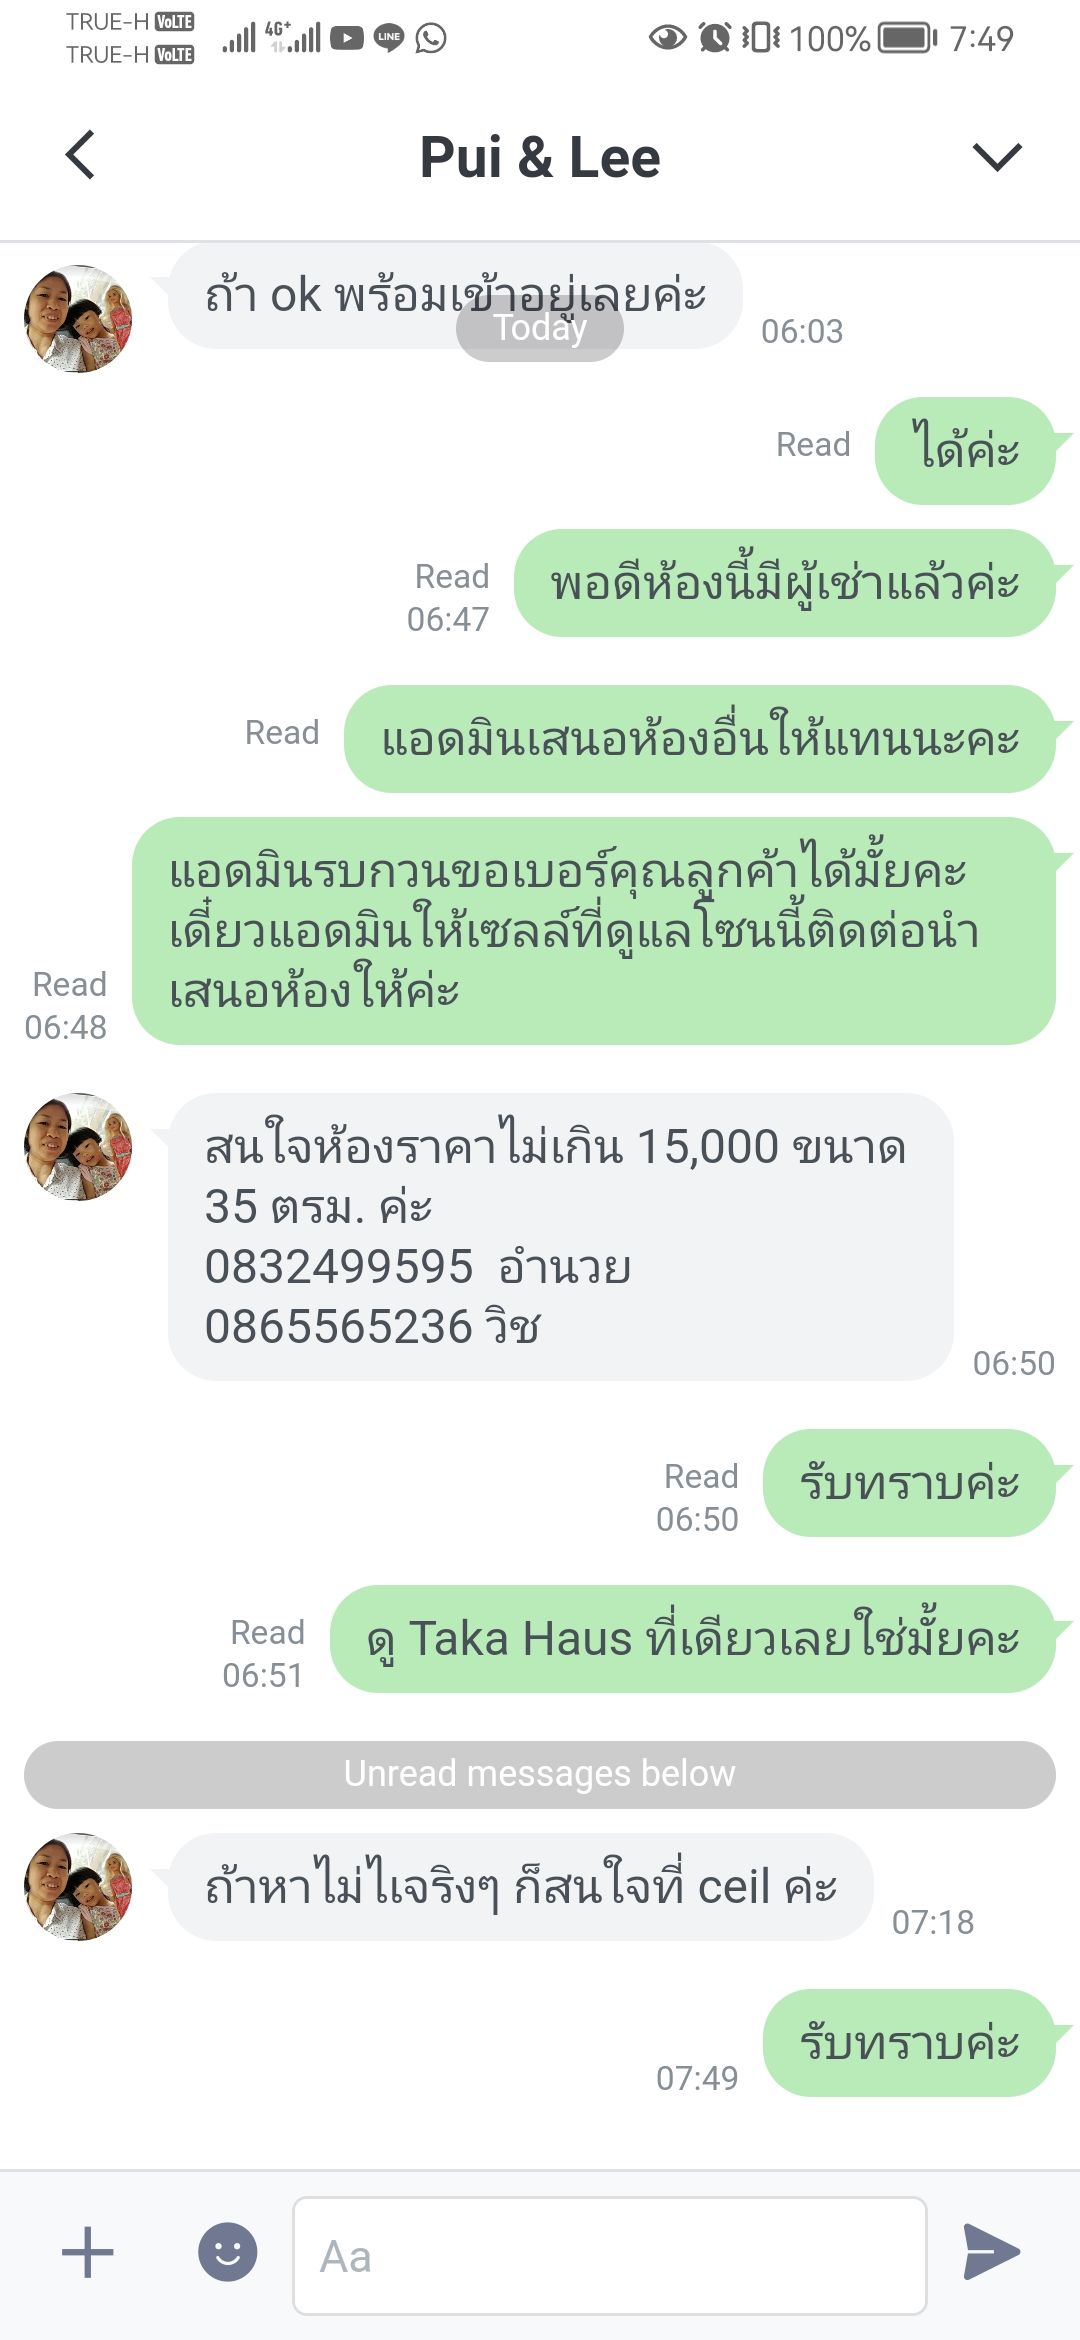 TRUE-H VoLTE
TRUE-H VoLTE
4G+
LINE
100%
7:49
Pui & Lee
ถ้า ok พร้อมเข้าอยู่เลยค่ะ
Today
06:03
Read
ได้ค่ะ
Read
06:47
พอดีห้องนี้มีผู้เช่าแล้วค่ะ
Read
แอดมินเสนอห้องอื่นให้แทนนะคะ
แอดมินรบกวนขอเบอร์คุณลูกค้าได้มั้ยคะ
เดี๋ยวแอดมินให้เซลล์ที่ดูแลโซนนี้ติดต่อนำ
เสนอห้องให้ค่ะ
Read
06:48
สนใจห้องราคาไม่เกิน 15,000 ขนาด
35 ตรม. ค่ะ
0832499595  อำนวย
0865565236 วิช
06:50
Read
06:50
รับทราบค่ะ
Read
06:51
ดู Taka Haus ที่เดียวเลยใช่มั้ยคะ
Unread messages below
ถ้าหาไม่ไเจริงๆ ก็สนใจที่ ceil ค่ะ
07:18
รับทราบค่ะ
07:49
Aa